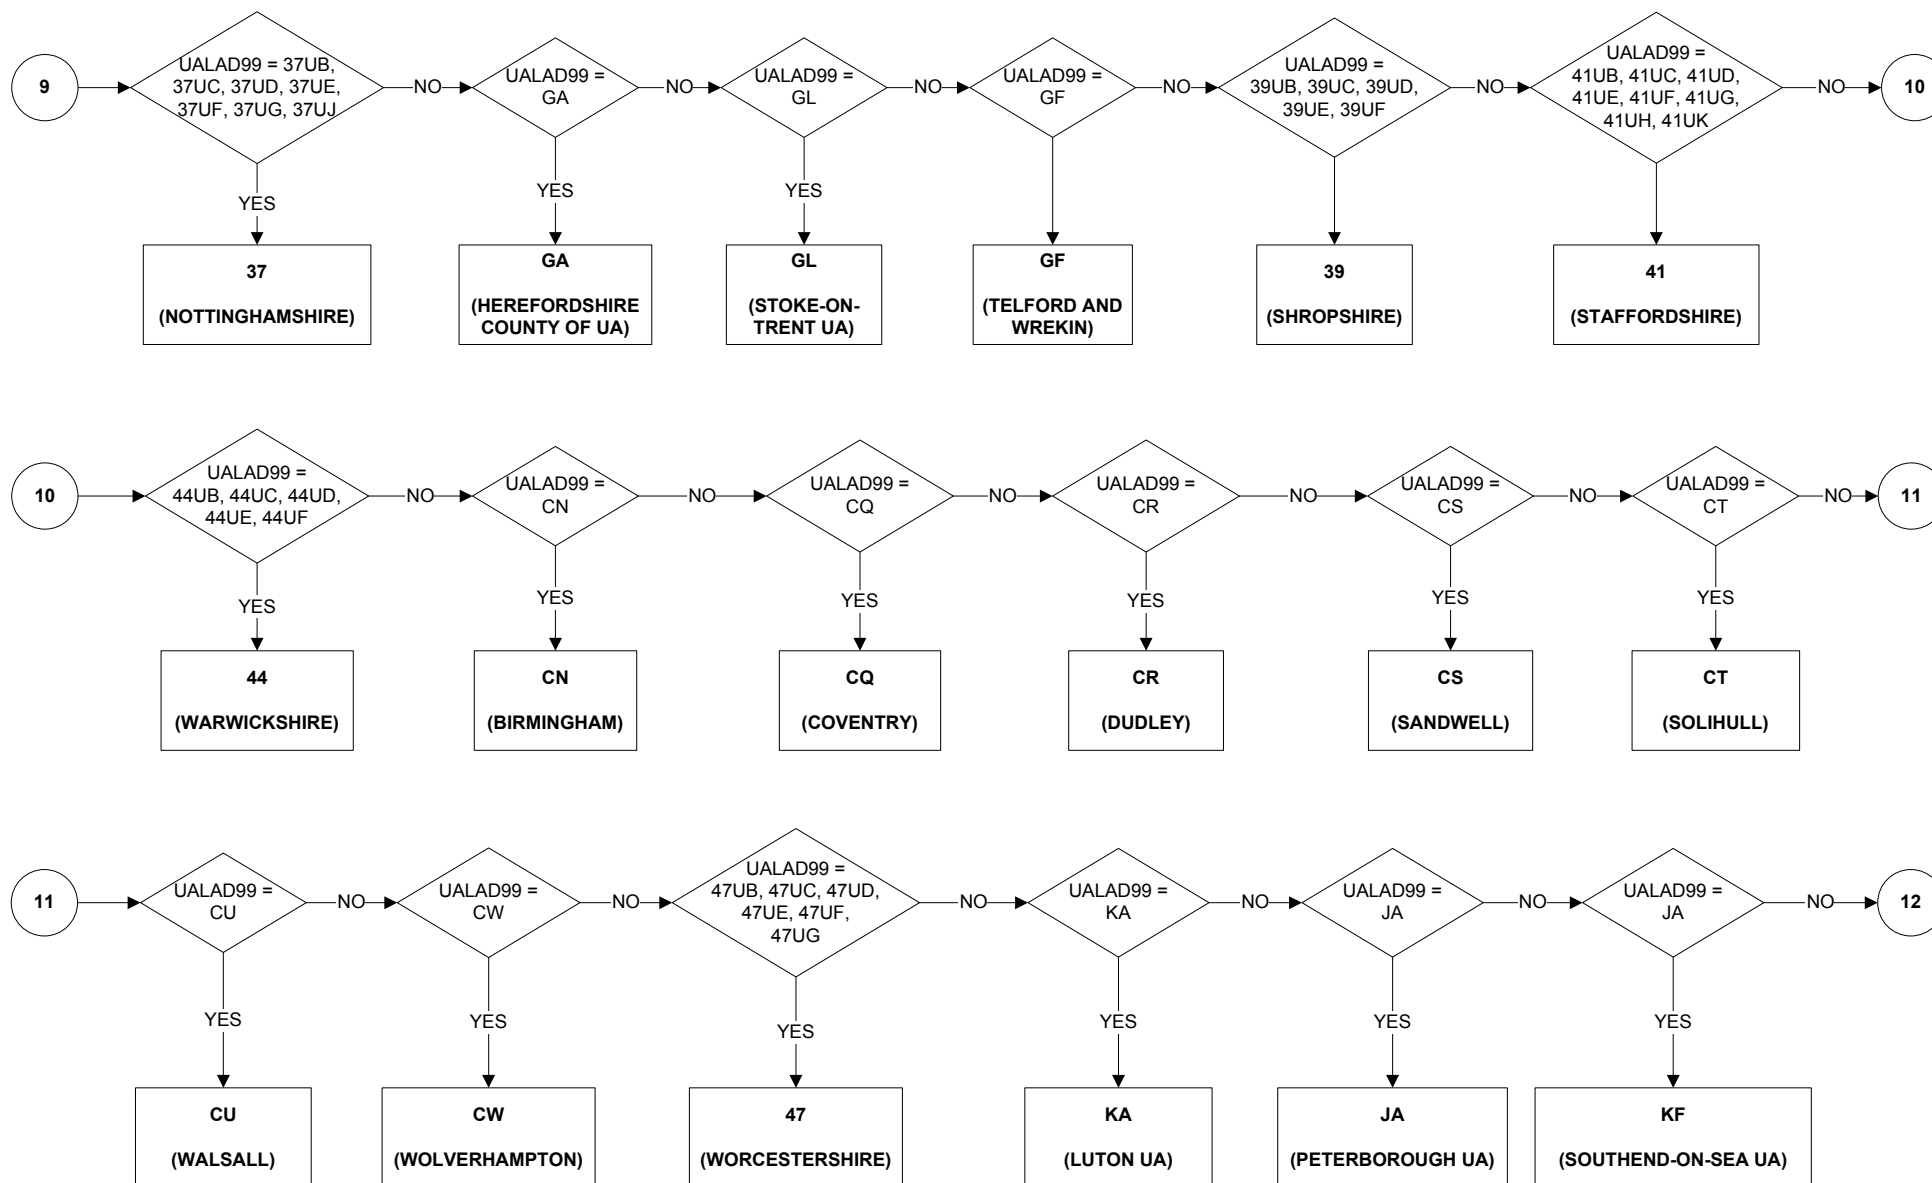 9
UALAD99 = 37UB,
37UC, 37UD, 37UE,
37UF, 37UG, 37UJ
NO
UALAD99 =
GA
NO
UALAD99 =
GL
NO
UALAD99 =
GF
NO
UALAD99 =
39UB, 39UC, 39UD,
39UE, 39UF
NO
UALAD99 =
41UB, 41UC, 41UD,
41UE, 41UF, 41UG,
41UH, 41UK
NO
10
YES
YES
YES
37
(NOTTINGHAMSHIRE)
GA
(HEREFORDSHIRE
COUNTY OF UA)
GL
(STOKE-ON-
TRENT UA)
GF
(TELFORD AND
WREKIN)
39
(SHROPSHIRE)
41
(STAFFORDSHIRE)
10
UALAD99 =
44UB, 44UC, 44UD,
44UE, 44UF
NO
UALAD99 =
CN
NO
UALAD99 =
CQ
NO
UALAD99 =
CR
NO
UALAD99 =
CS
NO
UALAD99 =
CT
NO
11
YES
YES
YES
YES
YES
YES
44
(WARWICKSHIRE)
CN
(BIRMINGHAM)
CQ
(COVENTRY)
CR
(DUDLEY)
CS
(SANDWELL)
CT
(SOLIHULL)
11
UALAD99 =
CU
NO
UALAD99 =
CW
NO
UALAD99 =
47UB, 47UC, 47UD,
47UE, 47UF,
47UG
NO
UALAD99 =
KA
NO
UALAD99 =
JA
NO
UALAD99 =
JA
NO
12
YES
YES
YES
YES
YES
YES
CU
(WALSALL)
CW
(WOLVERHAMPTON)
47
(WORCESTERSHIRE)
KA
(LUTON UA)
JA
(PETERBOROUGH UA)
KF
(SOUTHEND-ON-SEA UA)